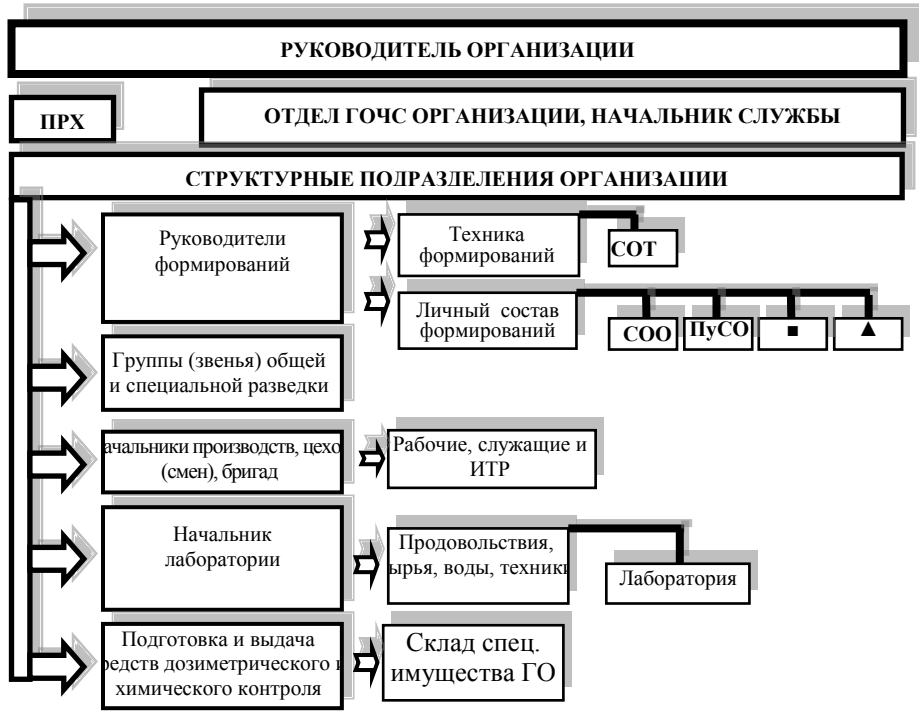 РУКОВОДИТЕЛЬ ОРГАНИЗАЦИИ
ПРХ
ОТДЕЛ ГОЧС ОРГАНИЗАЦИИ, НАЧАЛЬНИК СЛУЖБЫ
СТРУКТУРНЫЕ ПОДРАЗДЕЛЕНИЯ ОРГАНИЗАЦИИ
Руководители
формирований
Техника
формирований
СОТ
Личный состав
формирований
СОО
ПуСО
■
▲
Группы (звенья) общей
и специальной разведки
ачальники производств, цехо
(смен), бригад
Рабочие, служащие и
ИТР
Начальник
лаборатории
Продовольствия,
ырья, воды, техники
Лаборатория
Подготовка и выдача
редств дозиметрического и
химического контроля
Склад спец.
имущества ГО